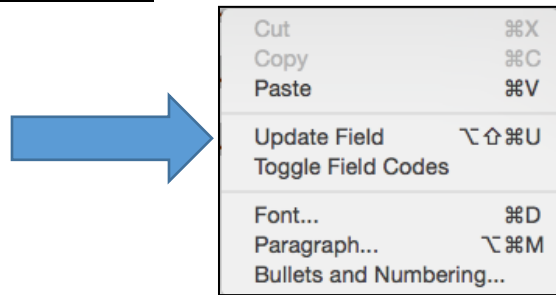 Cut ⌘X
Copy ⌘C
Paste ⌘V
Update Field ⌥⇧⌘U
Toggle Field Codes
Font... ⌘D
Paragraph... ⌥⌘M
Bullets and Numbering...